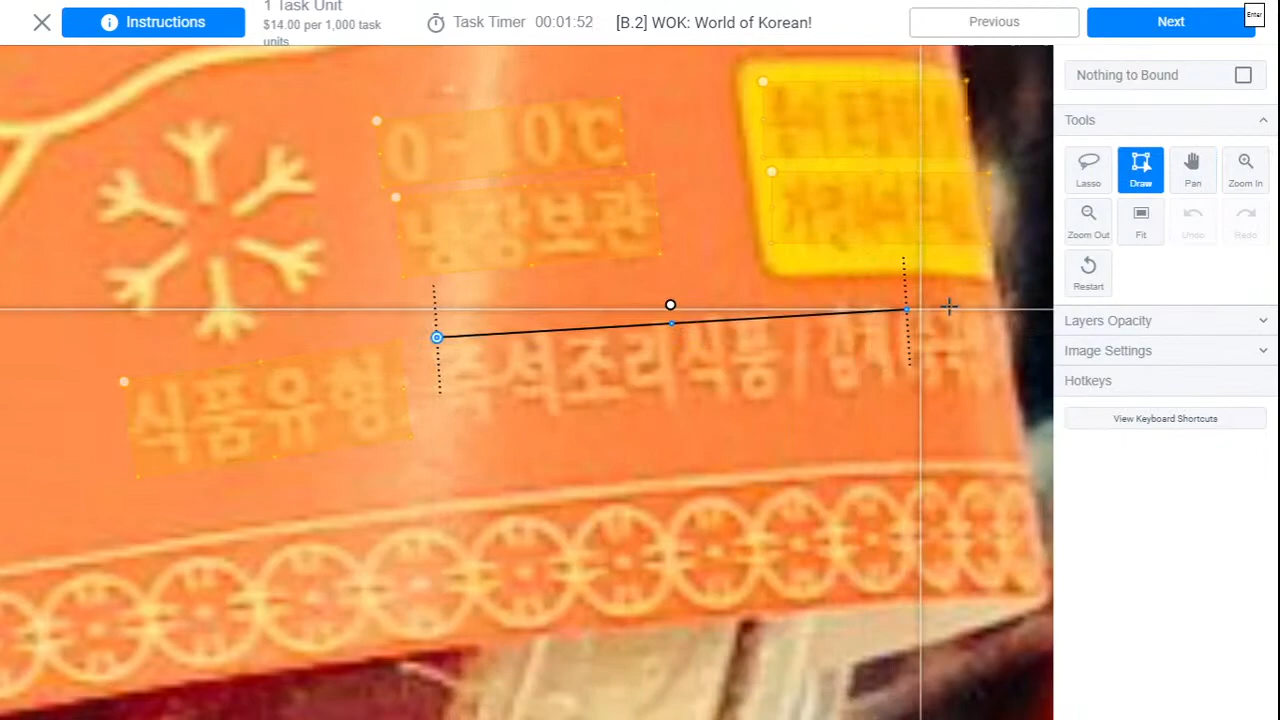 Instructions
1 Task Unit
$14.00 per 1,000 task
units
Task Timer 00:01:52
[B.2] WOK: World of Korean!
Previous
Next
Enter
Nothing to Bound
Tools
Lasso
Draw
Pan
Zoom In
Zoom Out
Fit
Undo
Redo
Restart
Layers Opacity
Image Settings
Hotkeys
View Keyboard Shortcuts
0~10℃
냉장보관
식품유형:
즉석조리식품 |